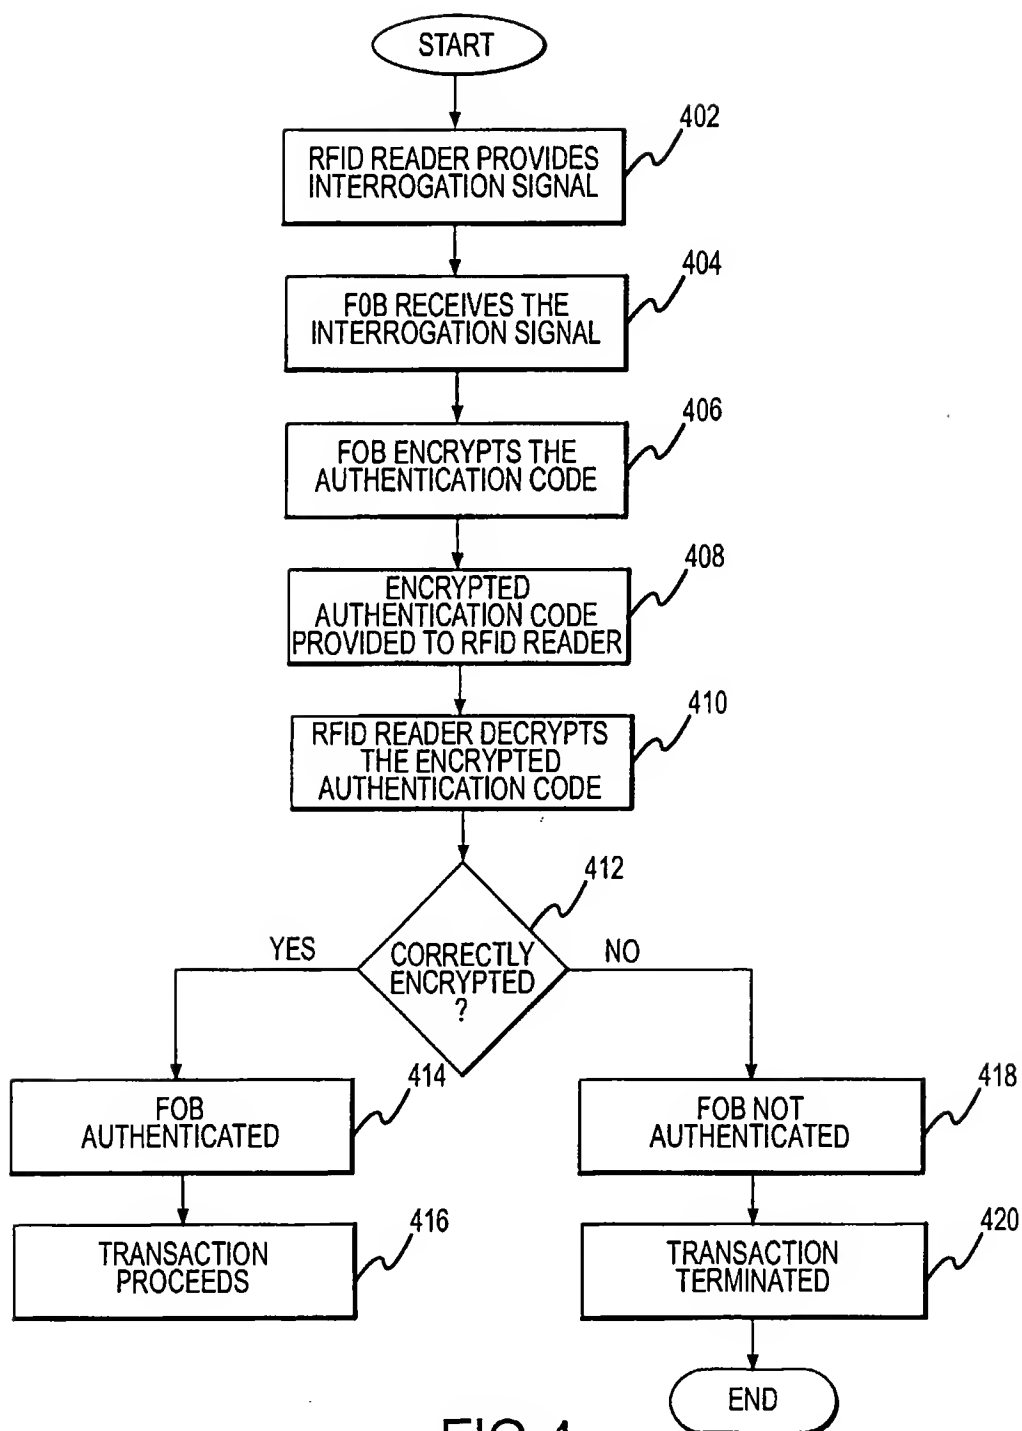 START
402
RFID READER PROVIDES
INTERROGATION SIGNAL
404
FOB RECEIVES THE
INTERROGATION SIGNAL
406
FOB ENCRYPTS THE
AUTHENTICATION CODE
408
ENCRYPTED
AUTHENTICATION CODE
PROVIDED TO RFID READER
410
RFID READER DECRYPTS
THE ENCRYPTED
AUTHENTICATION CODE
412
YES
CORRECTLY
ENCRYPTED
?
NO
414
FOB
AUTHENTICATED
418
FOB NOT
AUTHENTICATED
416
TRANSACTION
PROCEEDS
420
TRANSACTION
TERMINATED
END